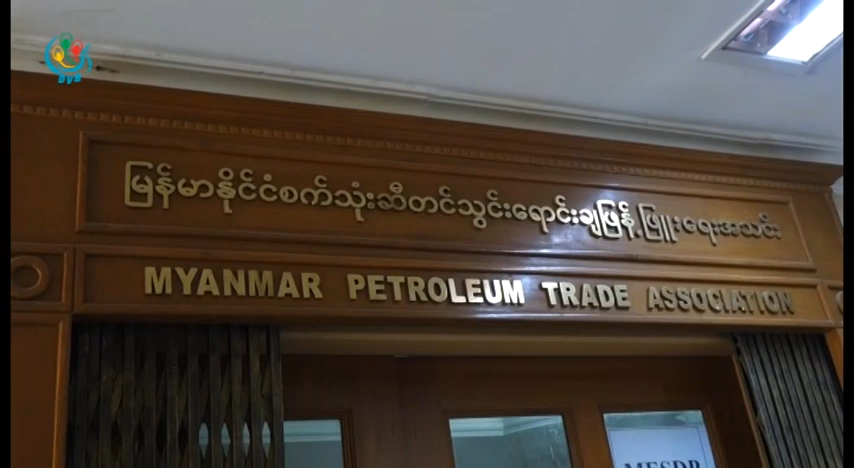 DVB
မြန်မာနိုင်ငံစက်သုံးဆီတင်သွင်းရောင်းချဖြန့်ဖြူးရေးအသင်း
MYANMAR PETROLEUM TRADE ASSOCIATION